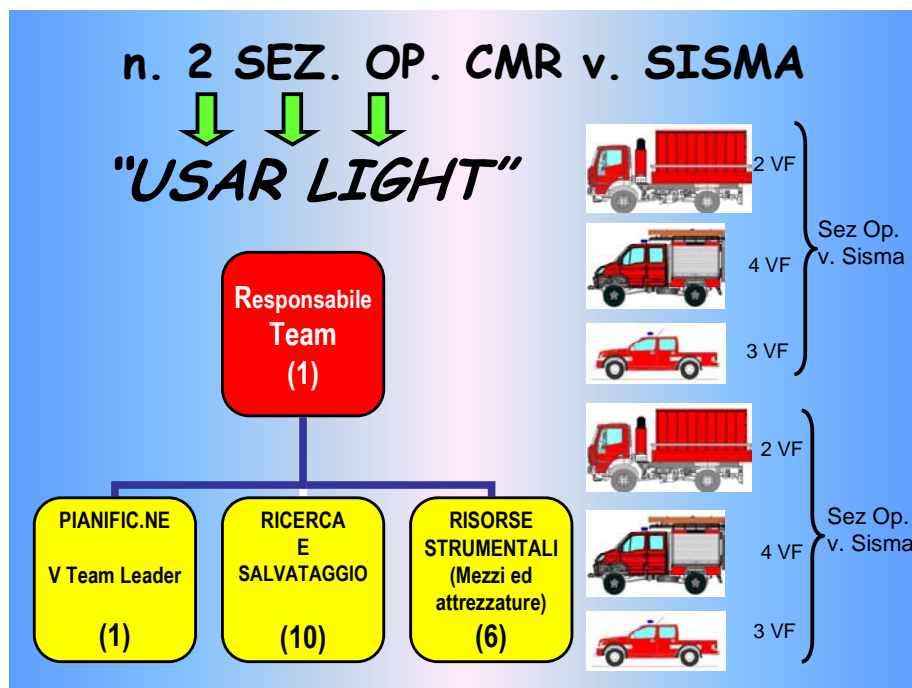 n. 2 SEZ. OP. CMR v. SISMA
“USAR LIGHT”
Responsabile
Team
(1)
PIANIFIC.NE
V Team Leader
(1)
RICERCA
E
SALVATAGGIO
(10)
RISORSE
STRUMENTALI
(Mezzi ed
attrezzature)
(6)
2 VF
4 VF
3 VF
Sez Op.
v. Sisma
2 VF
4 VF
3 VF
Sez Op.
v. Sisma